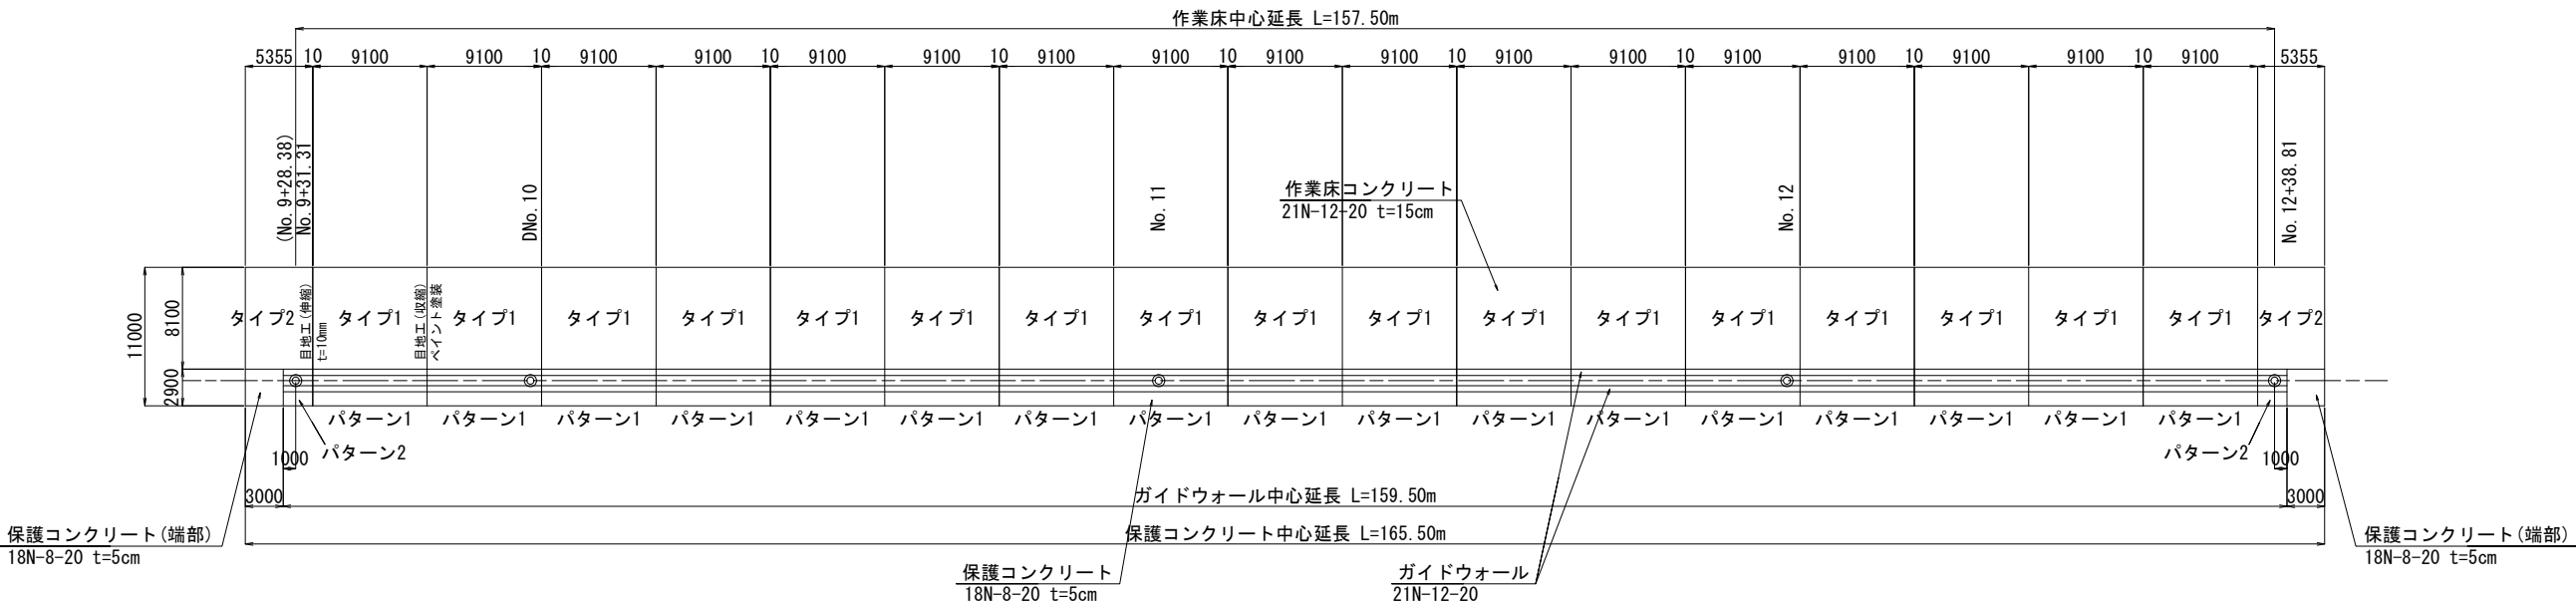 作業床中心延長 L=157.50m
5355 10 9100 9100 10 9100 9100 10 9100 9100 10 9100 9100 10 9100 9100 10 9100 9100 10 9100 9100 10 9100 9100 10 9100 5355
(No.9+28.38)
No.9+31.31
DNo.10
No.11
No.12
No.12+38.81
作業床コンクリート
21N-12-20 t=15cm
11000
8100
2900
タイプ2 タイプ1 タイプ1 タイプ1 タイプ1 タイプ1 タイプ1 タイプ1 タイプ1 タイプ1 タイプ1 タイプ1 タイプ1 タイプ1 タイプ1 タイプ1 タイプ1 タイプ1 タイプ2
目地工(伸縮)
t=10mm
目地工(収縮)
ペイント塗装
パターン1 パターン1 パターン1 パターン1 パターン1 パターン1 パターン1 パターン1 パターン1 パターン1 パターン1 パターン1 パターン1 パターン1 パターン1 パターン1 パターン1
1000 パターン2 パターン2 1000
3000 ガイドウォール中心延長 L=159.50m 3000
保護コンクリート中心延長 L=165.50m
保護コンクリート(端部)
18N-8-20 t=5cm
保護コンクリート
18N-8-20 t=5cm
ガイドウォール
21N-12-20
保護コンクリート(端部)
18N-8-20 t=5cm